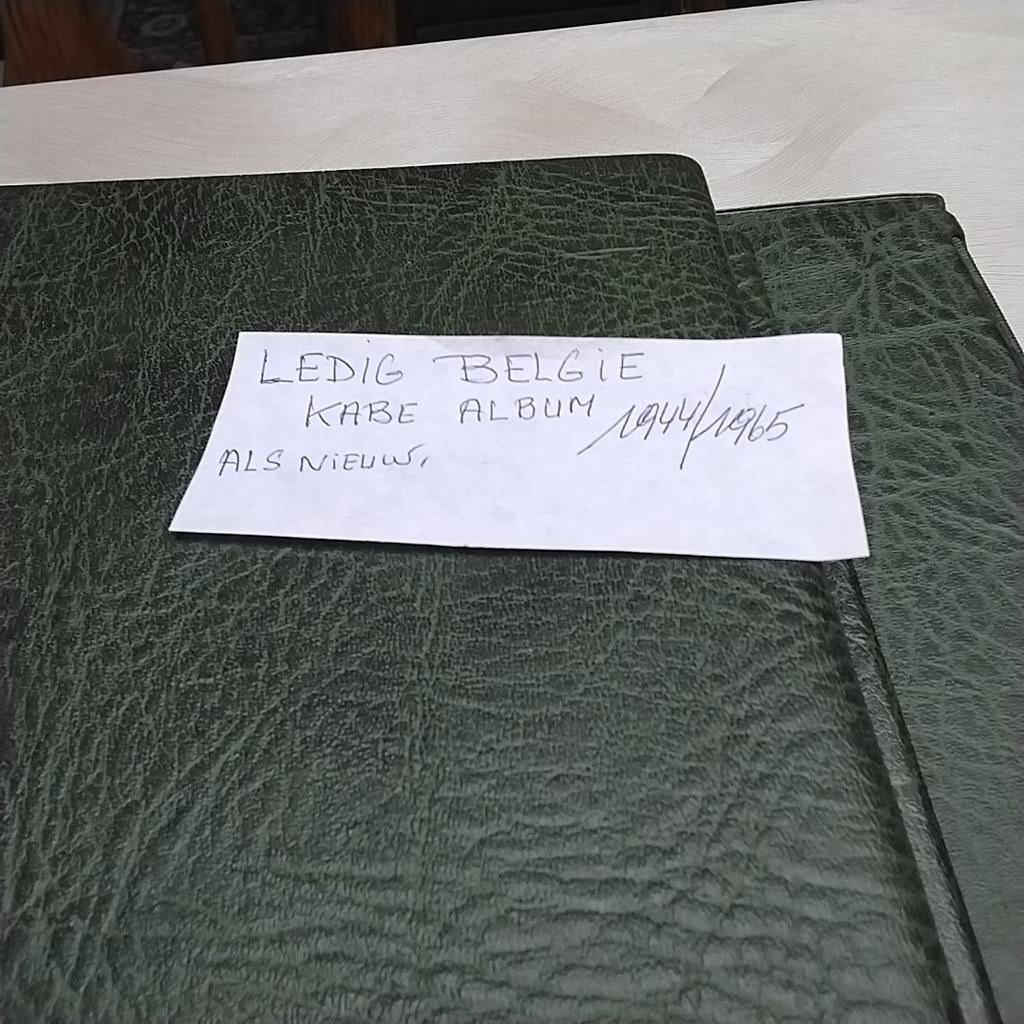 LEDIG BELGIE
KABE ALBUM 1944/1965
ALS NIEUW.